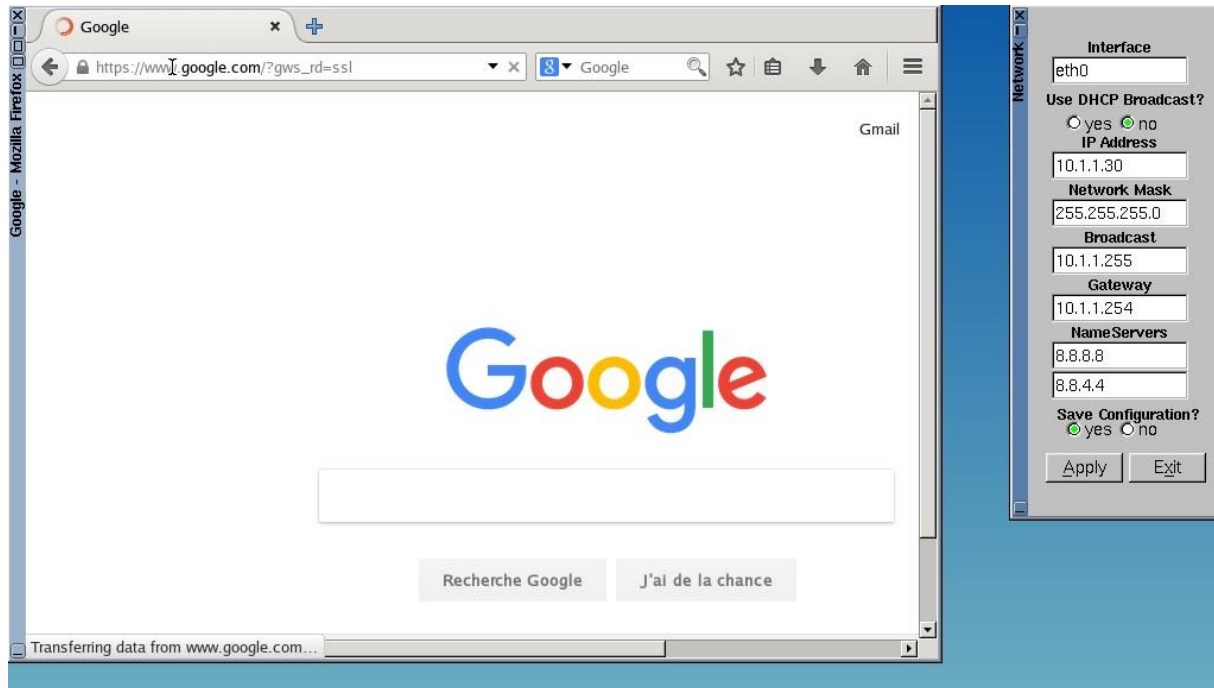 Google - Mozilla Firefox
Google
https://www.google.com/?gws_rd=ssl
Google
Gmail
Google
Recherche Google
J'ai de la chance
Transferring data from www.google.com...
Network
Interface
eth0
Use DHCP Broadcast?
yes no
IP Address
10.1.1.30
Network Mask
255.255.255.0
Broadcast
10.1.1.255
Gateway
10.1.1.254
NameServers
8.8.8.8
8.8.4.4
Save Configuration?
yes no
Apply Exit